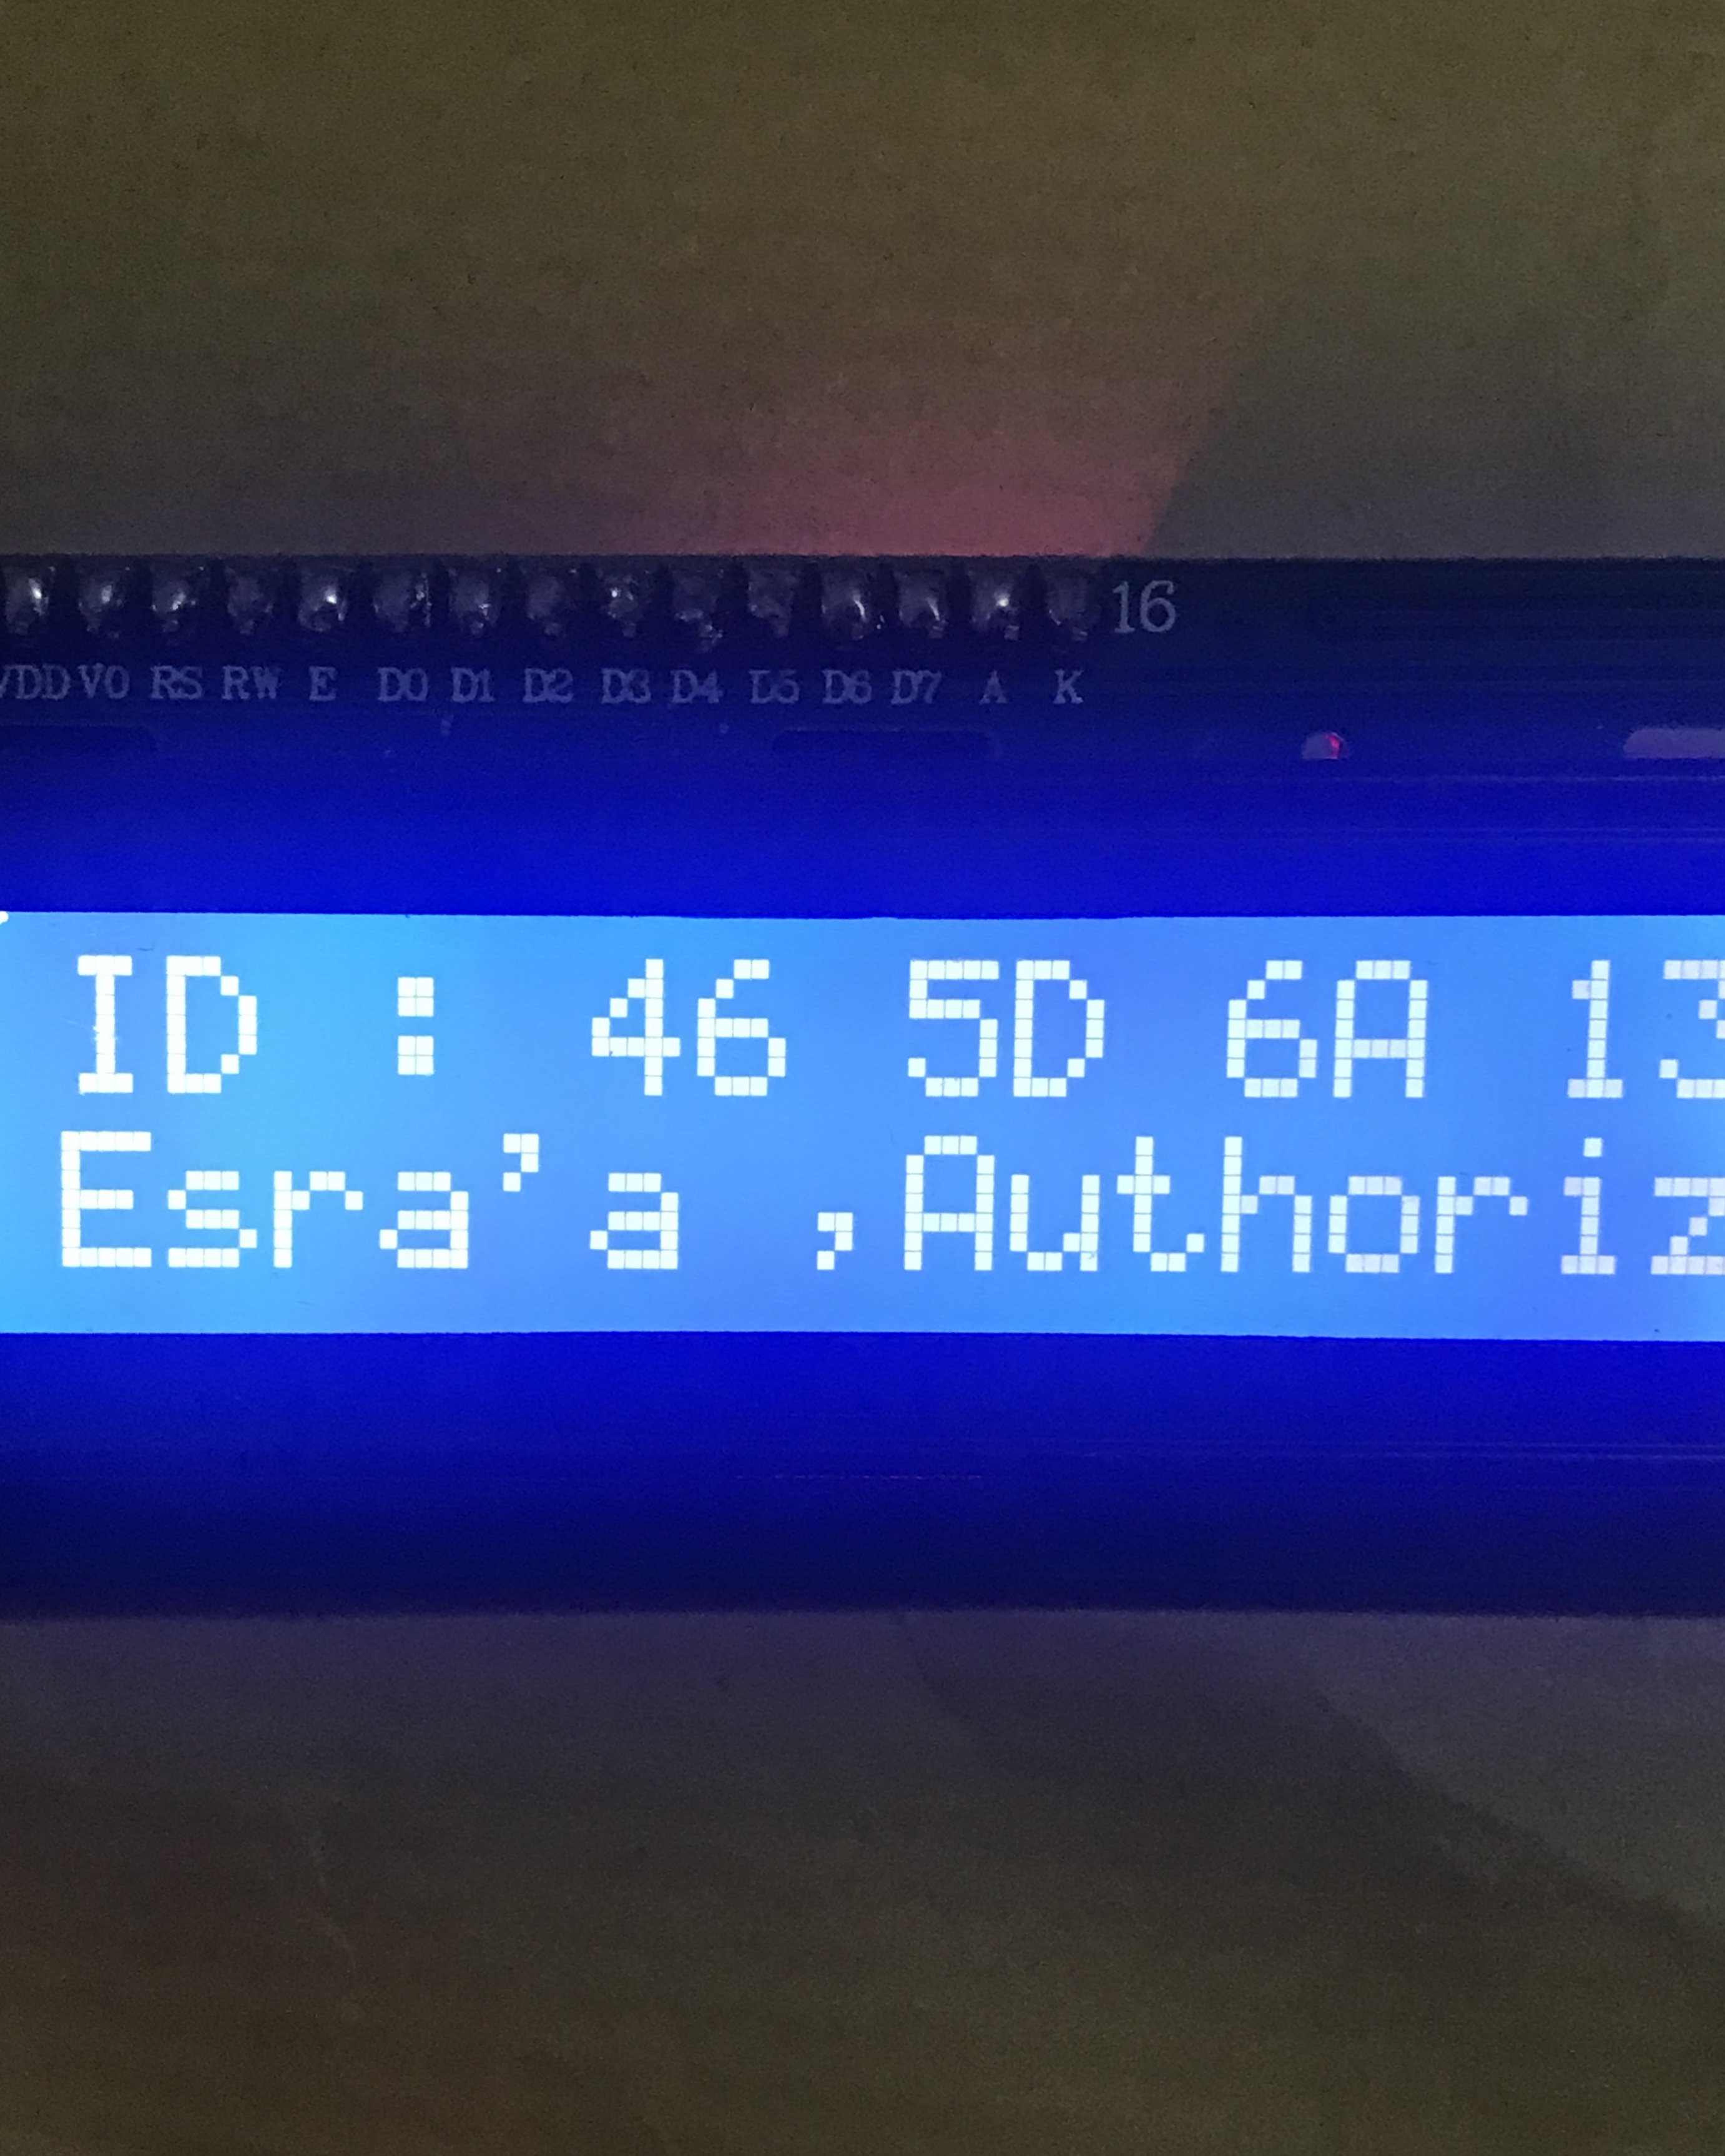 16
VDD V0 RS RW E D0 D1 D2 D3 D4 D5 D6 D7 A K
ID : 46 5D 6A 13
Esra'a ,Authoriz